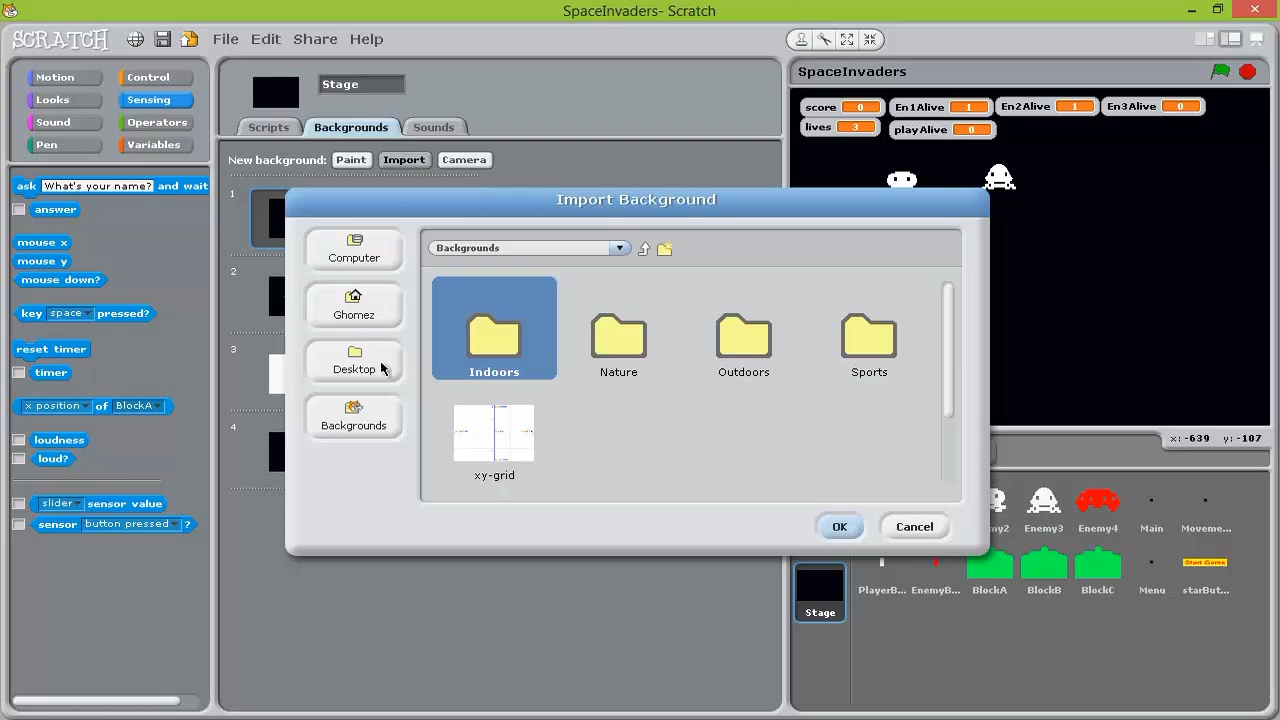 SpaceInvaders- Scratch
SCRATCH File Edit Share Help
Motion Control
Looks Sensing
Sound Operators
Pen Variables
ask What's your name? and wait
answer
mouse x
mouse y
mouse down?
key space pressed?
reset timer
timer
x position of BlockA
loudness
loud?
slider sensor value
sensor button pressed ?
Stage
Scripts Backgrounds Sounds
New background: Paint Import Camera
1
2
3
4
Import Background
Computer
Ghomez
Desktop
Backgrounds
Backgrounds
Indoors Nature Outdoors Sports
xy-grid
OK Cancel
SpaceInvaders
score 0 En1Alive 1 En2Alive 1 En3Alive 0
lives 3 playAlive 0
x: -639 y: -107
my2 Enemy3 Enemy4 Main Moveme...
PlayerB... EnemyB... BlockA BlockB BlockC Menu starBut...
Start Game
Stage